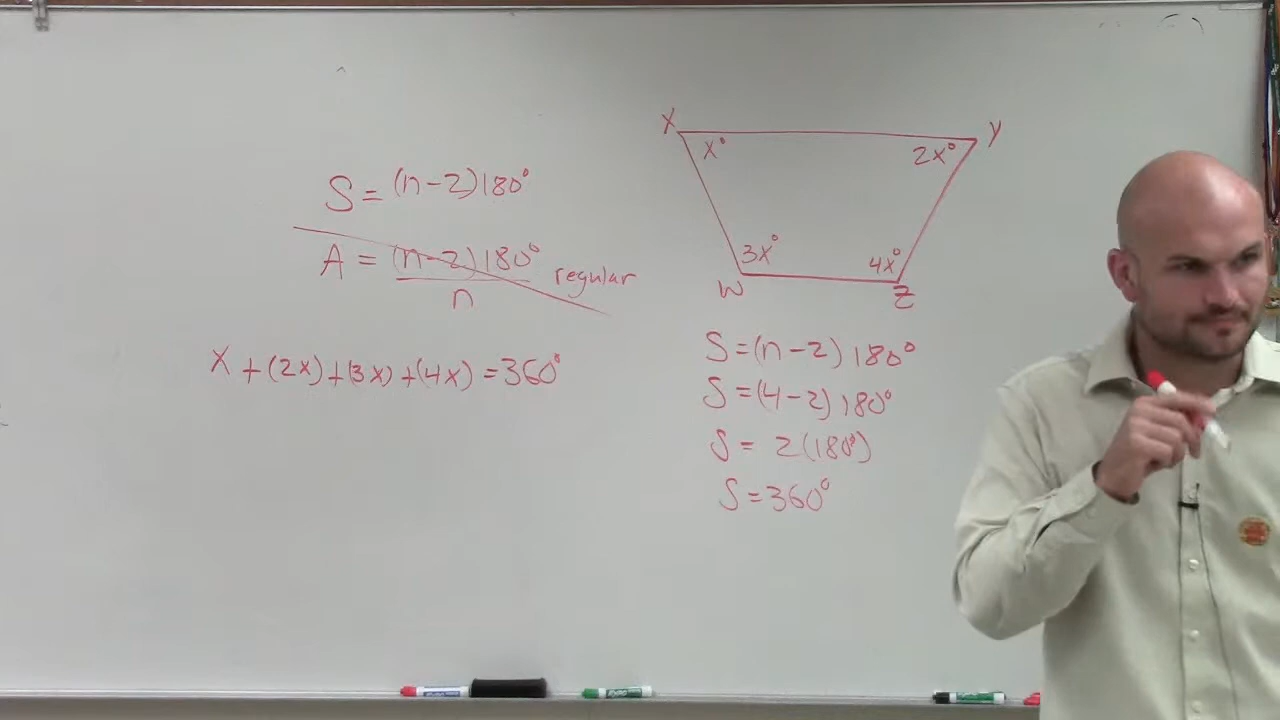 S = (n-2)180°
A = (n-2)180° / n regular
x + (2x) + (3x) + (4x) = 360°
X Y
x° 2x°
3x° 4x°
W Z
S = (n-2) 180°
S = (4-2) 180°
S = 2(180°)
S = 360°